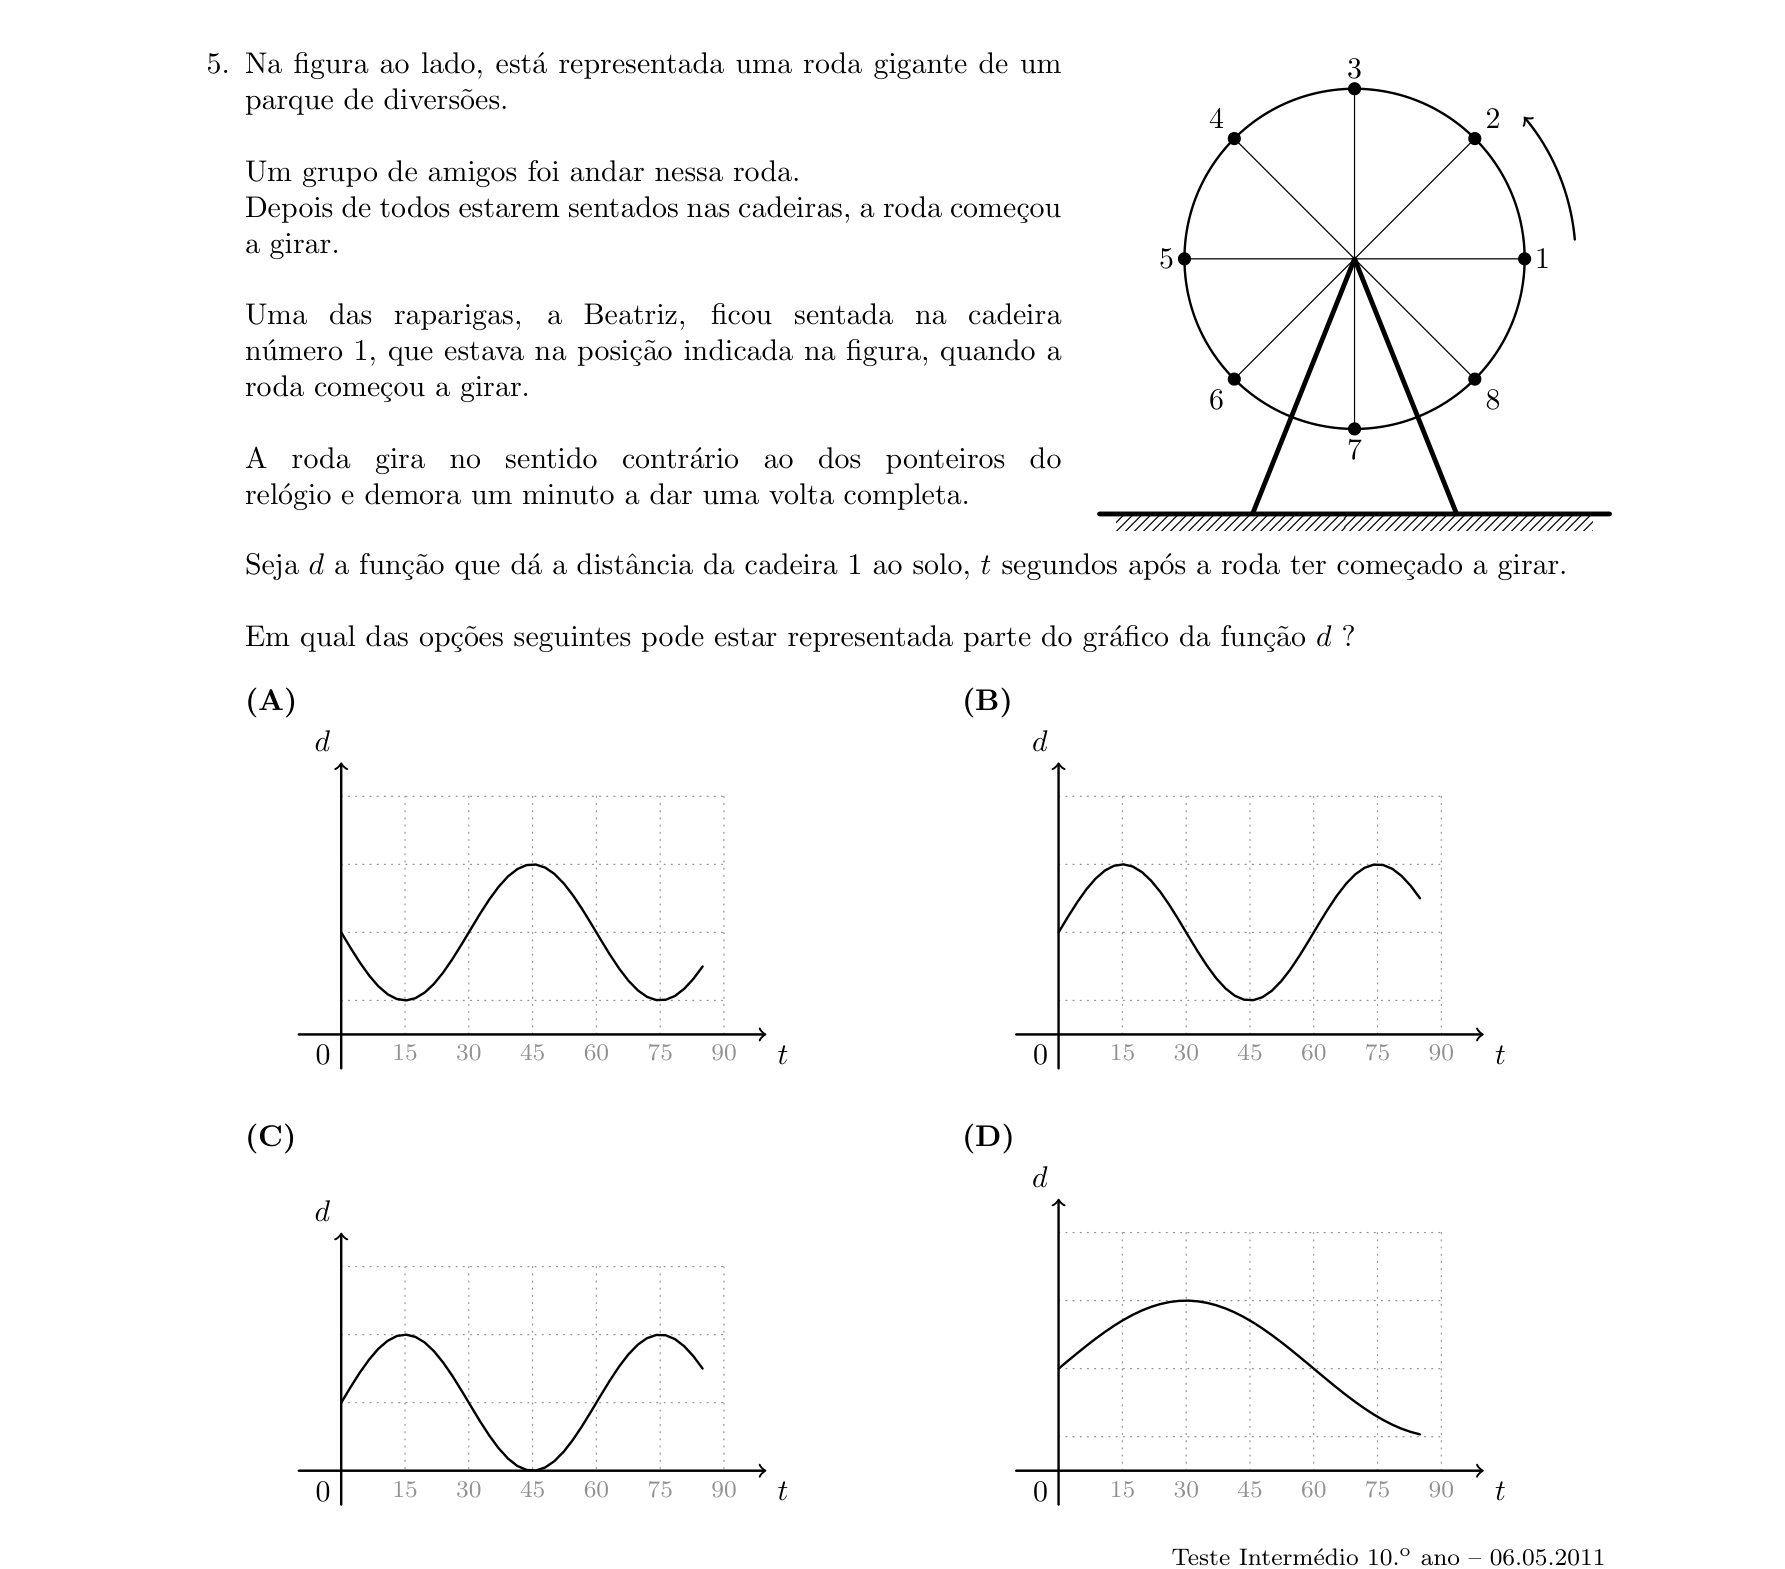 5. Na figura ao lado, está representada uma roda gigante de um
parque de diversões.
Um grupo de amigos foi andar nessa roda.
Depois de todos estarem sentados nas cadeiras, a roda começou
a girar.
Uma das raparigas, a Beatriz, ficou sentada na cadeira
número 1, que estava na posição indicada na figura, quando a
roda começou a girar.
A roda gira no sentido contrário ao dos ponteiros do
relógio e demora um minuto a dar uma volta completa.
3
4
2
5
1
6
8
7
Seja d a função que dá a distância da cadeira 1 ao solo, t segundos após a roda ter começado a girar.
Em qual das opções seguintes pode estar representada parte do gráfico da função d ?
(A)
d
0 15 30 45 60 75 90 t
(B)
d
0 15 30 45 60 75 90 t
(C)
d
0 15 30 45 60 75 90 t
(D)
d
0 15 30 45 60 75 90 t
Teste Intermédio 10.º ano – 06.05.2011